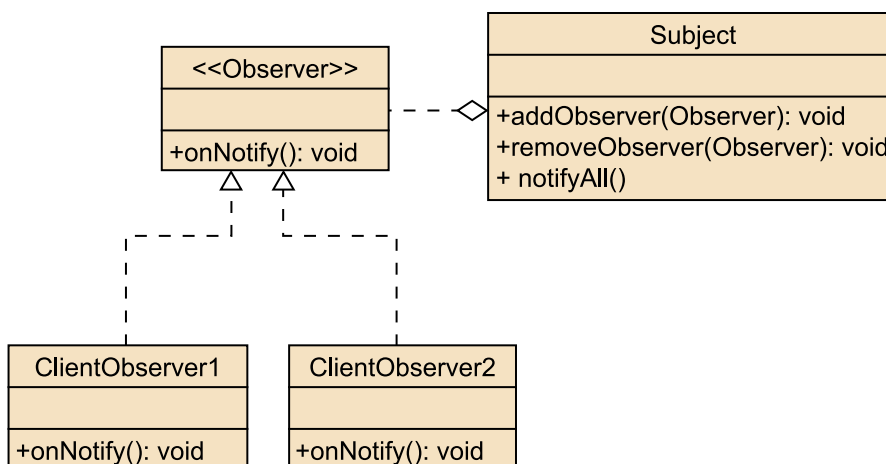 <<Observer>>
+onNotify(): void
Subject
+addObserver(Observer): void
+removeObserver(Observer): void
+ notifyAll()
ClientObserver1
+onNotify(): void
ClientObserver2
+onNotify(): void